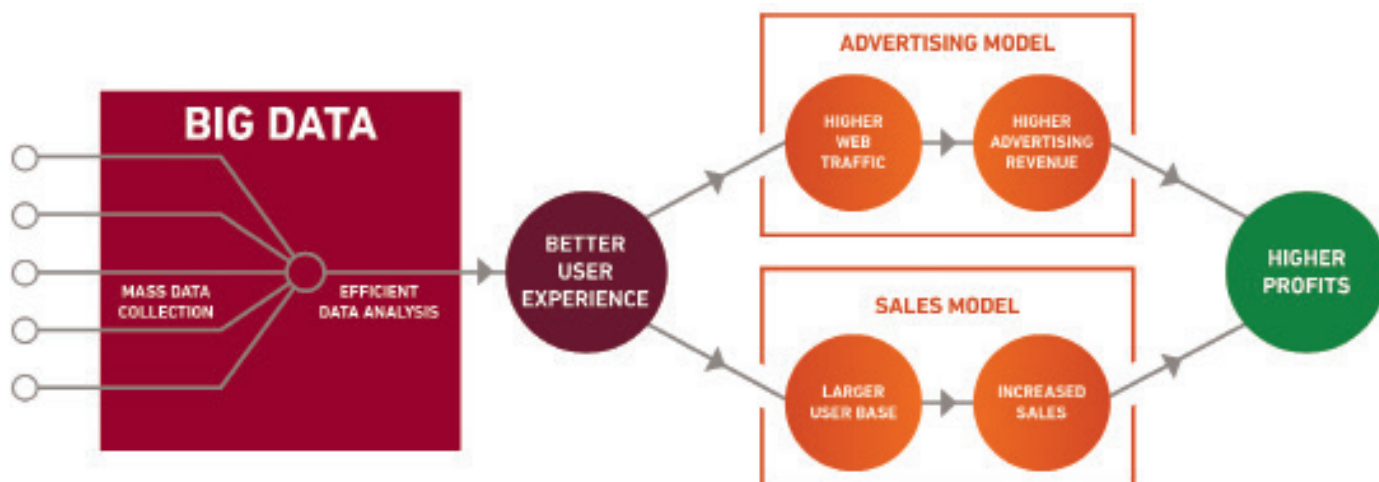 BIG DATA
MASS DATA
COLLECTION
EFFICIENT
DATA ANALYSIS
BETTER
USER
EXPERIENCE
ADVERTISING MODEL
HIGHER
WEB
TRAFFIC
HIGHER
ADVERTISING
REVENUE
SALES MODEL
LARGER
USER BASE
INCREASED
SALES
HIGHER
PROFITS